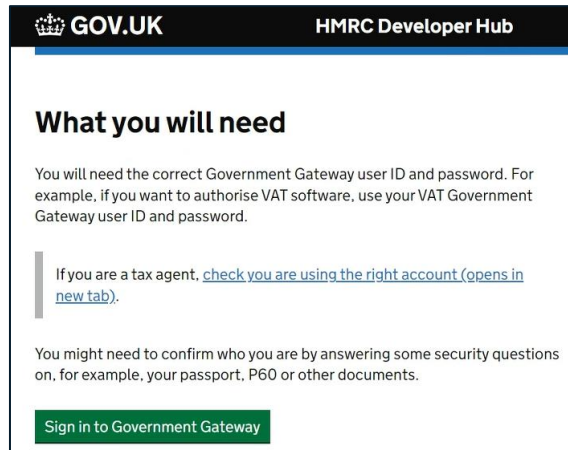 GOV.UK HMRC Developer Hub
What you will need
You will need the correct Government Gateway user ID and password. For
example, if you want to authorise VAT software, use your VAT Government
Gateway user ID and password.
If you are a tax agent, check you are using the right account (opens in
new tab).
You might need to confirm who you are by answering some security questions
on, for example, your passport, P60 or other documents.
Sign in to Government Gateway